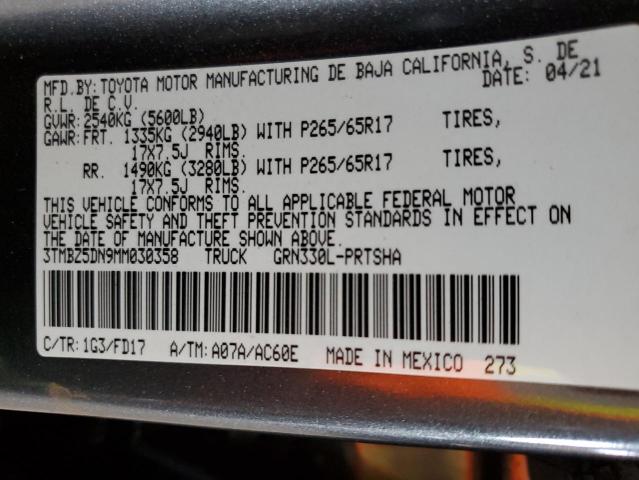 MFD.BY:TOYOTA MOTOR MANUFACTURING DE BAJA CALIFORNIA, S. DE
R.L. DE C.V. DATE: 04/21
GVWR: 2540KG (5600LB)
GAWR: FRT. 1335KG (2940LB) WITH P265/65R17 TIRES,
17X7.5J RIMS.
RR. 1490KG (3280LB) WITH P265/65R17 TIRES,
17X7.5J RIMS.
THIS VEHICLE CONFORMS TO ALL APPLICABLE FEDERAL MOTOR
VEHICLE SAFETY AND THEFT PREVENTION STANDARDS IN EFFECT ON
THE DATE OF MANUFACTURE SHOWN ABOVE.
3TMBZ5DN9MM030358 TRUCK GRN330L-PRTSHA
C/TR: 1G3/FD17 A/TM: A07A/AC60E MADE IN MEXICO 273